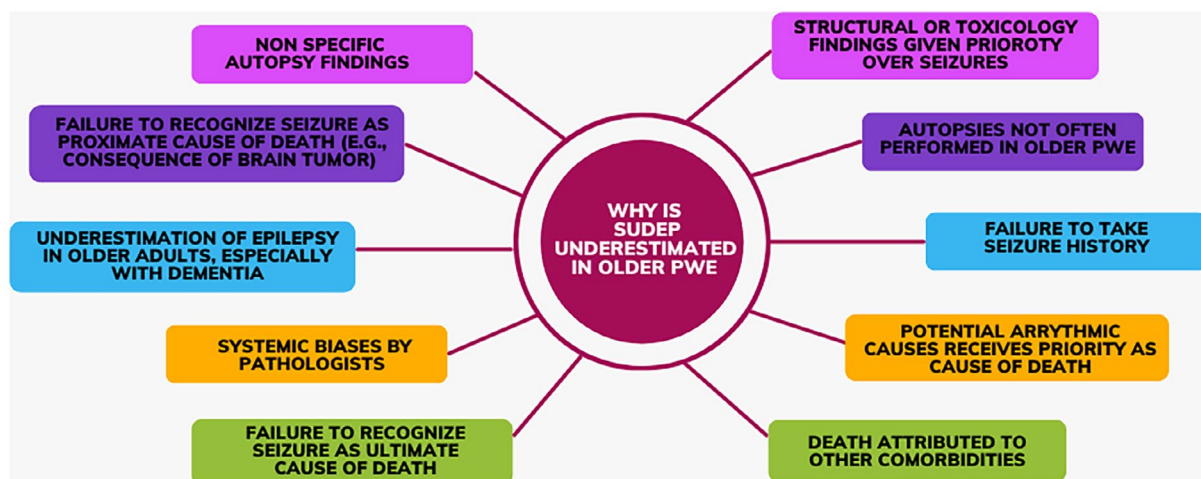 NON SPECIFIC
AUTOPSY FINDINGS
STRUCTURAL OR TOXICOLOGY
FINDINGS GIVEN PRIOROTY
OVER SEIZURES
FAILURE TO RECOGNIZE SEIZURE AS
PROXIMATE CAUSE OF DEATH (E.G.,
CONSEQUENCE OF BRAIN TUMOR)
AUTOPSIES NOT OFTEN
PERFORMED IN OLDER PWE
WHY IS
SUDEP
UNDERESTIMATED
IN OLDER PWE
UNDERESTIMATION OF EPILEPSY
IN OLDER ADULTS, ESPECIALLY
WITH DEMENTIA
FAILURE TO TAKE
SEIZURE HISTORY
SYSTEMIC BIASES BY
PATHOLOGISTS
POTENTIAL ARRYTHMIC
CAUSES RECEIVES PRIORITY AS
CAUSE OF DEATH
FAILURE TO RECOGNIZE
SEIZURE AS ULTIMATE
CAUSE OF DEATH
DEATH ATTRIBUTED TO
OTHER COMORBIDITIES